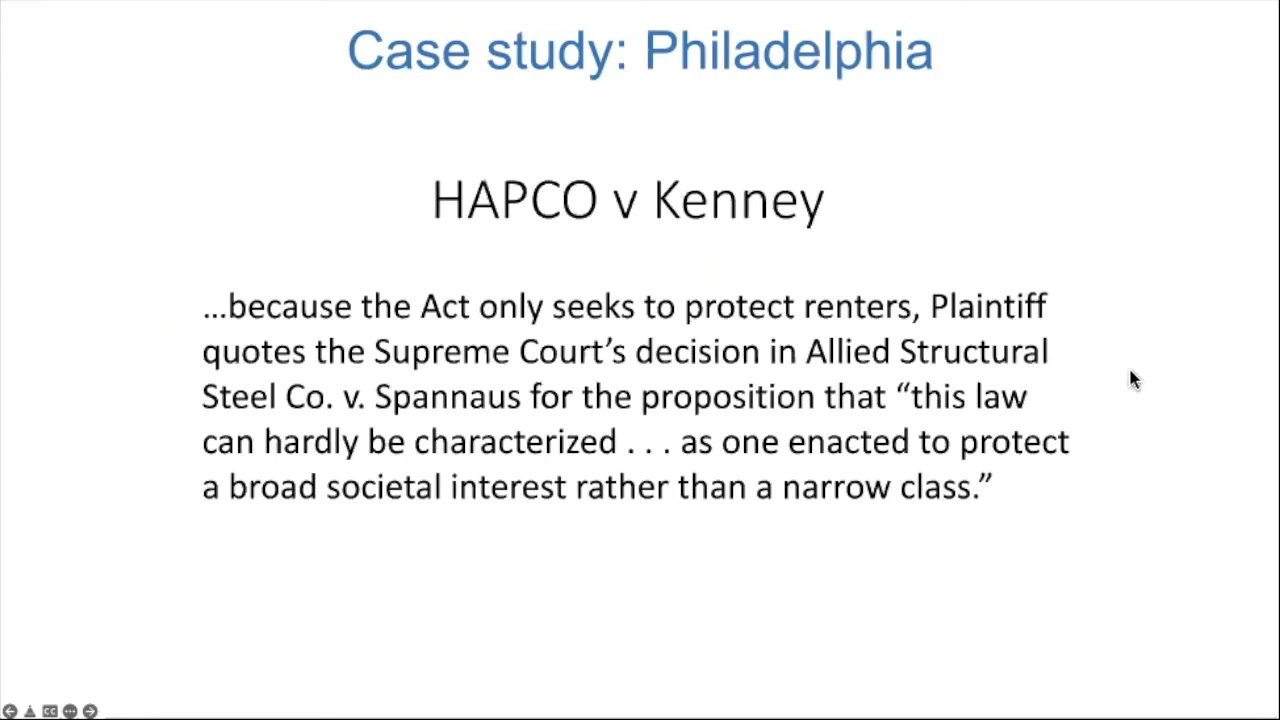 Case study: Philadelphia
HAPCO v Kenney
…because the Act only seeks to protect renters, Plaintiff
quotes the Supreme Court’s decision in Allied Structural
Steel Co. v. Spannaus for the proposition that “this law
can hardly be characterized . . . as one enacted to protect
a broad societal interest rather than a narrow class.”
CC